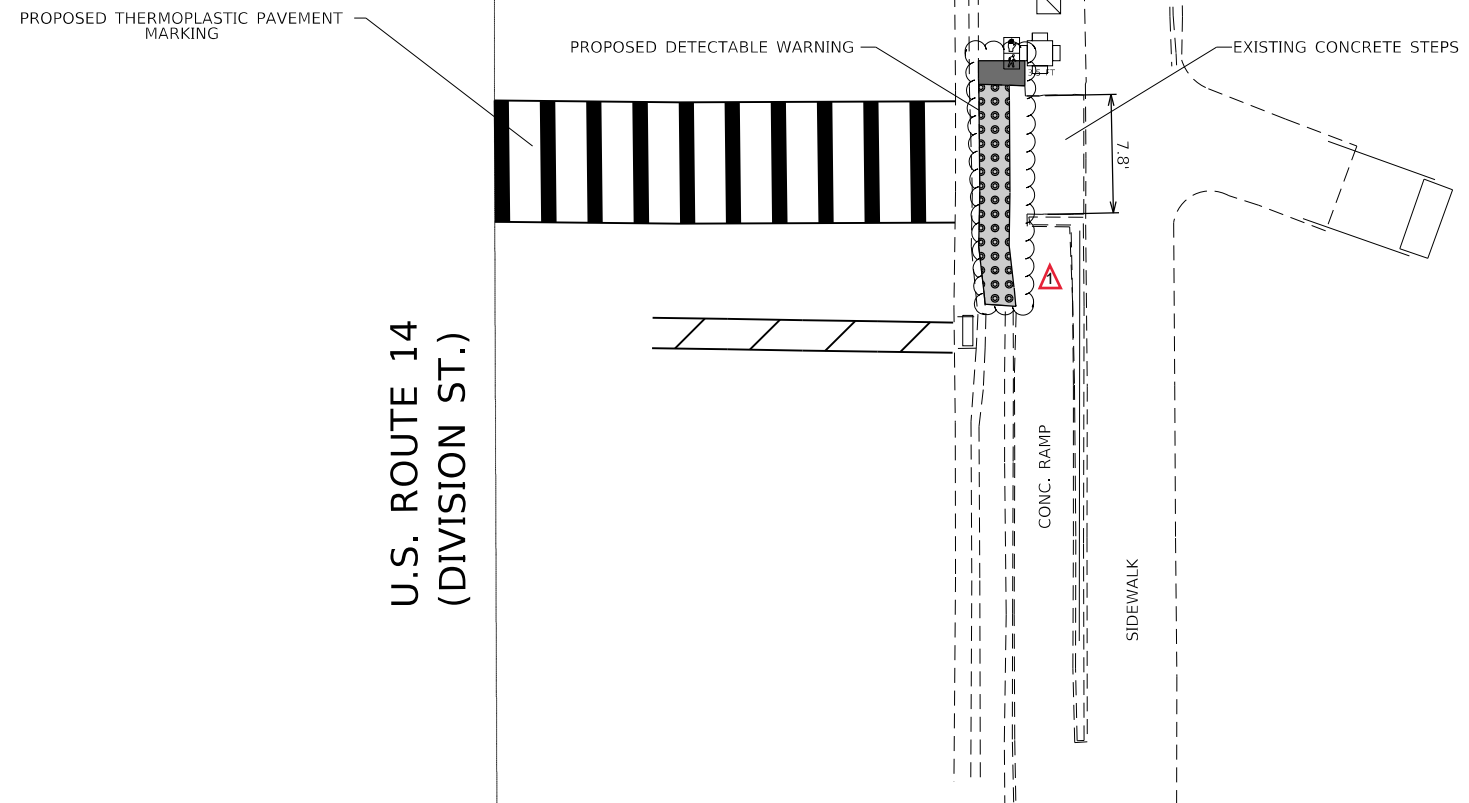 PROPOSED THERMOPLASTIC PAVEMENT
MARKING
PROPOSED DETECTABLE WARNING
EXISTING CONCRETE STEPS
7.8'
1
U.S. ROUTE 14
(DIVISION ST.)
CONC. RAMP
SIDEWALK